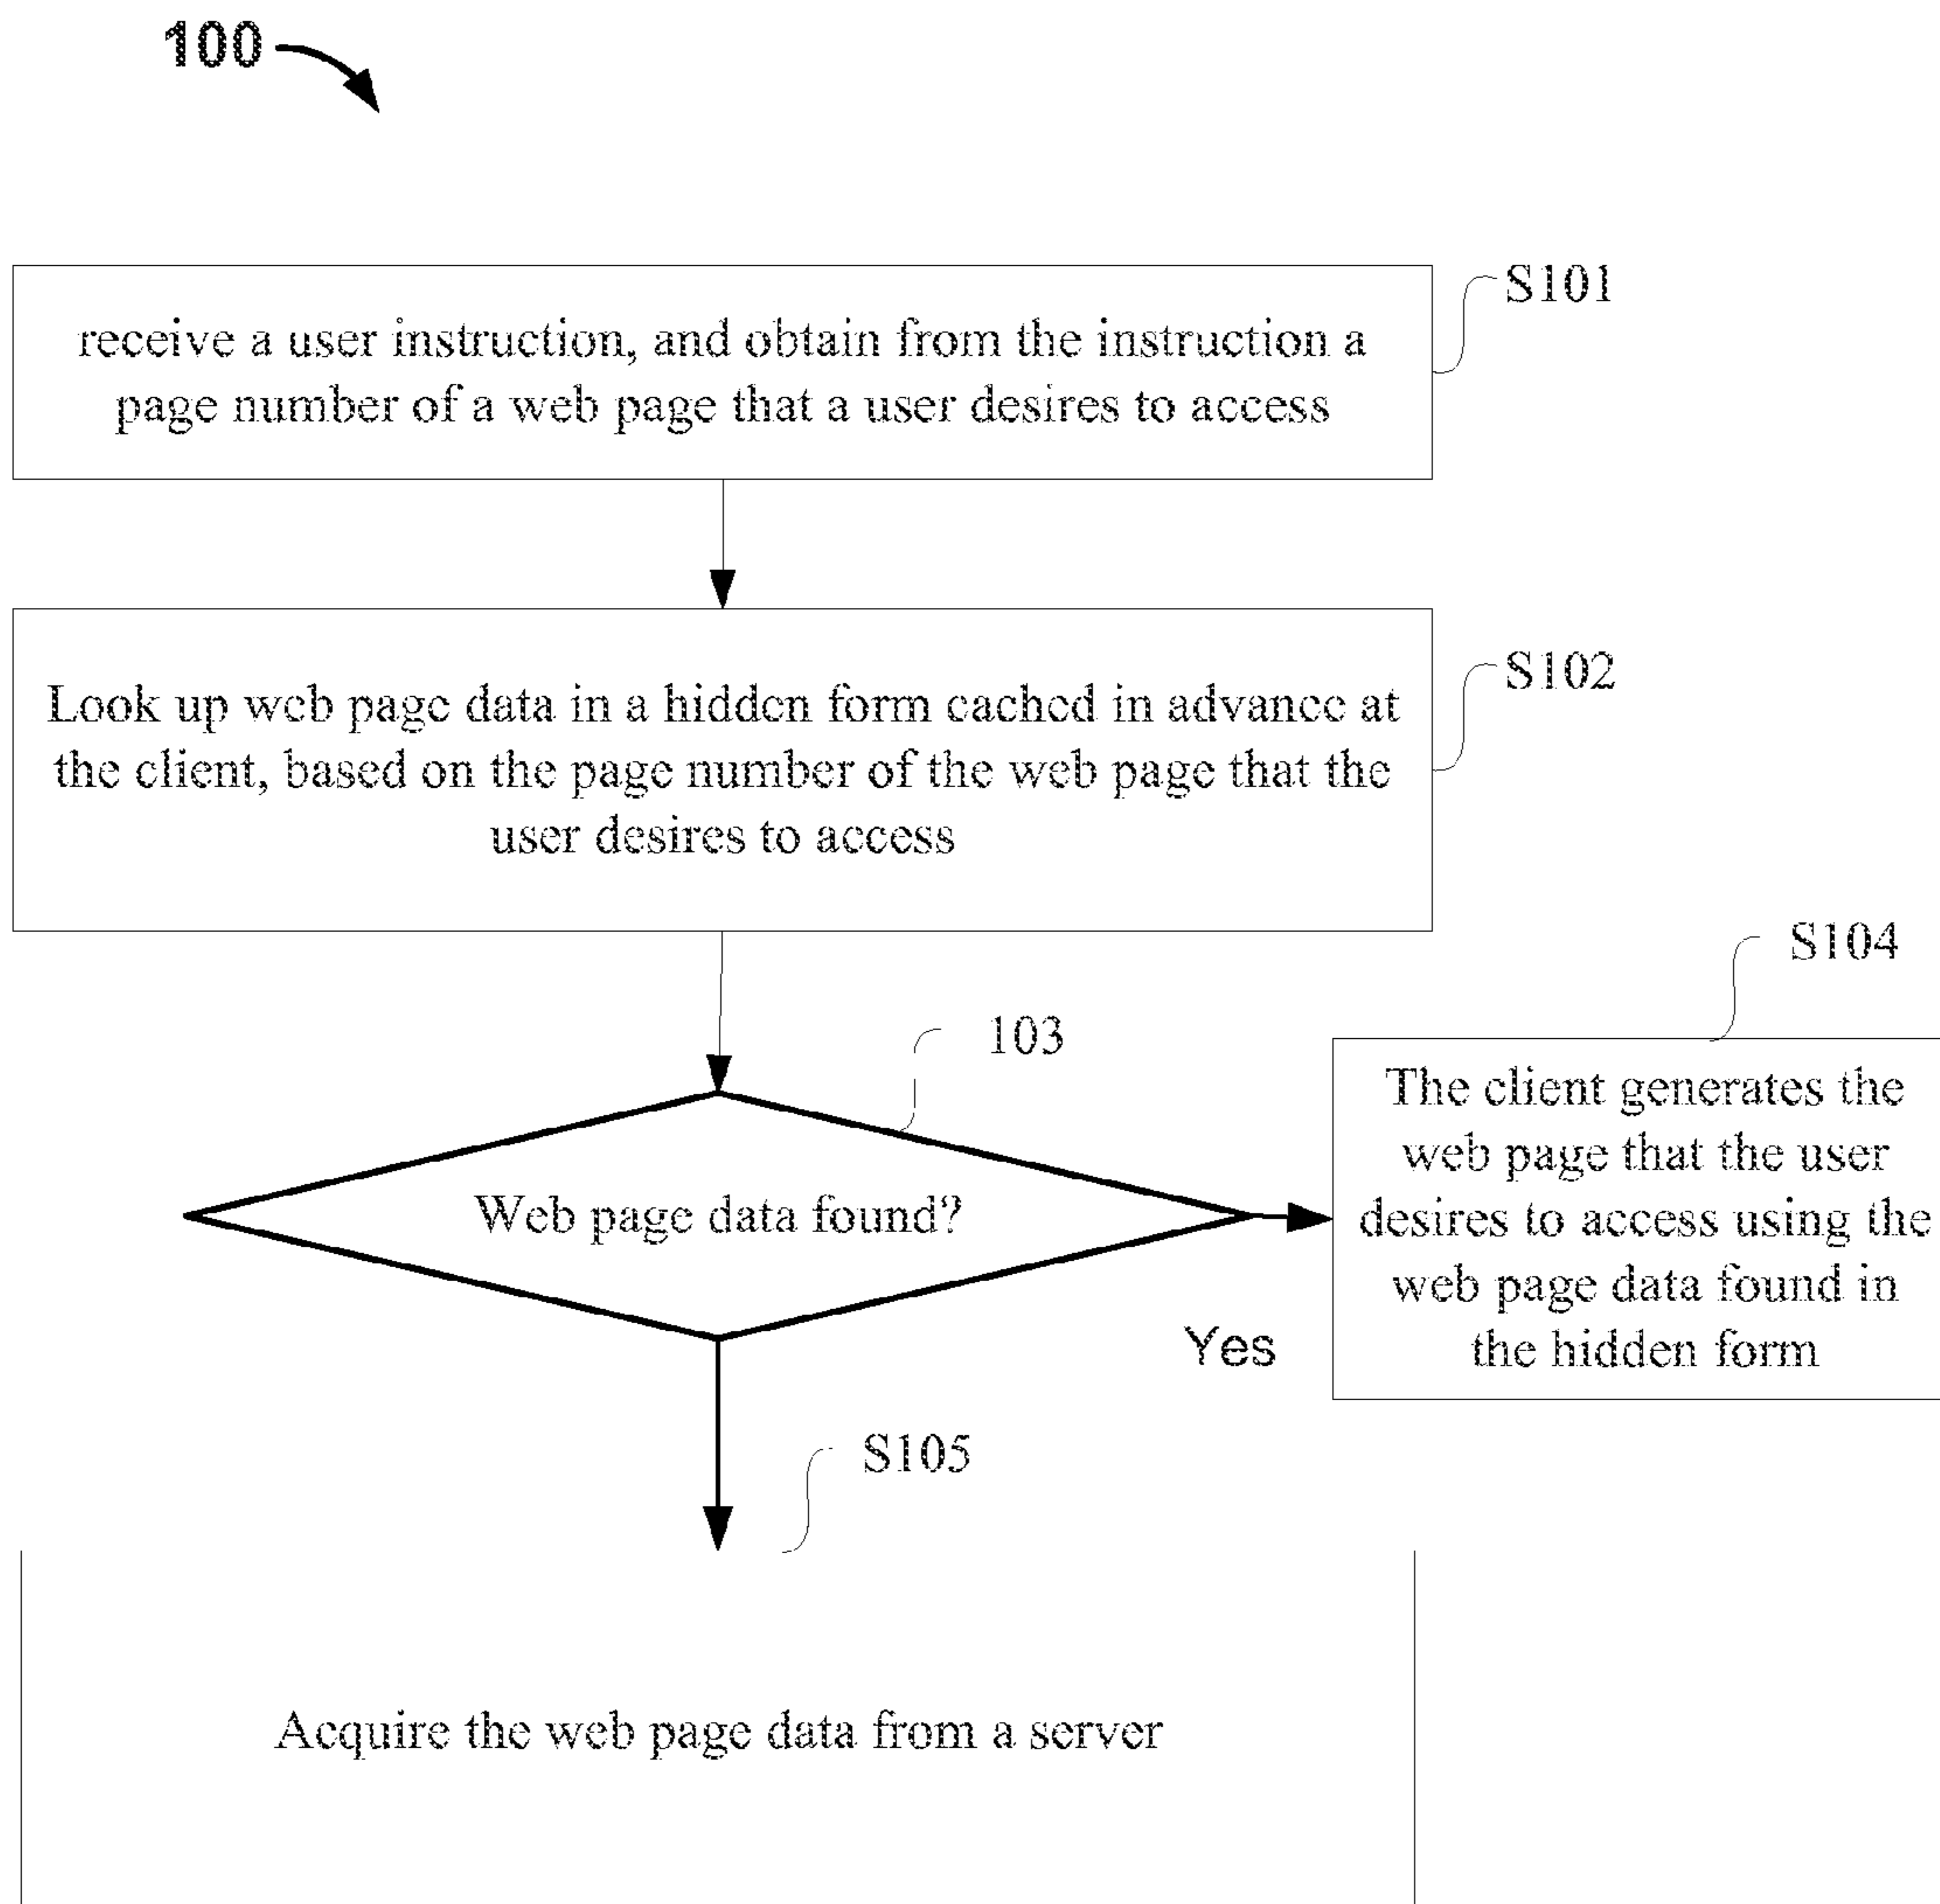 100
S101
receive a user instruction, and obtain from the instruction a
page number of a web page that a user desires to access
S102
Look up web page data in a hidden form cached in advance at
the client, based on the page number of the web page that the
user desires to access
S104
103
The client generates the
web page that the user
desires to access using the
web page data found in
the hidden form
Web page data found?
Yes
S105
Acquire the web page data from a server